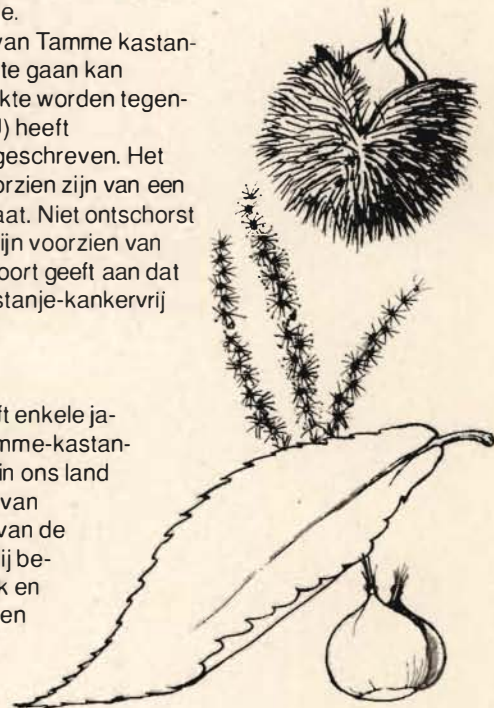 e.
van Tamme kastan-
te gaan kan
kte worden tegen-
J) heeft
geschreven. Het
orzien zijn van een
aat. Niet ontschorst
ijn voorzien van
oort geeft aan dat
stanje-kankervrij
ft enkele ja-
mme-kastan-
in ons land
van
van de
ij be-
k en
en